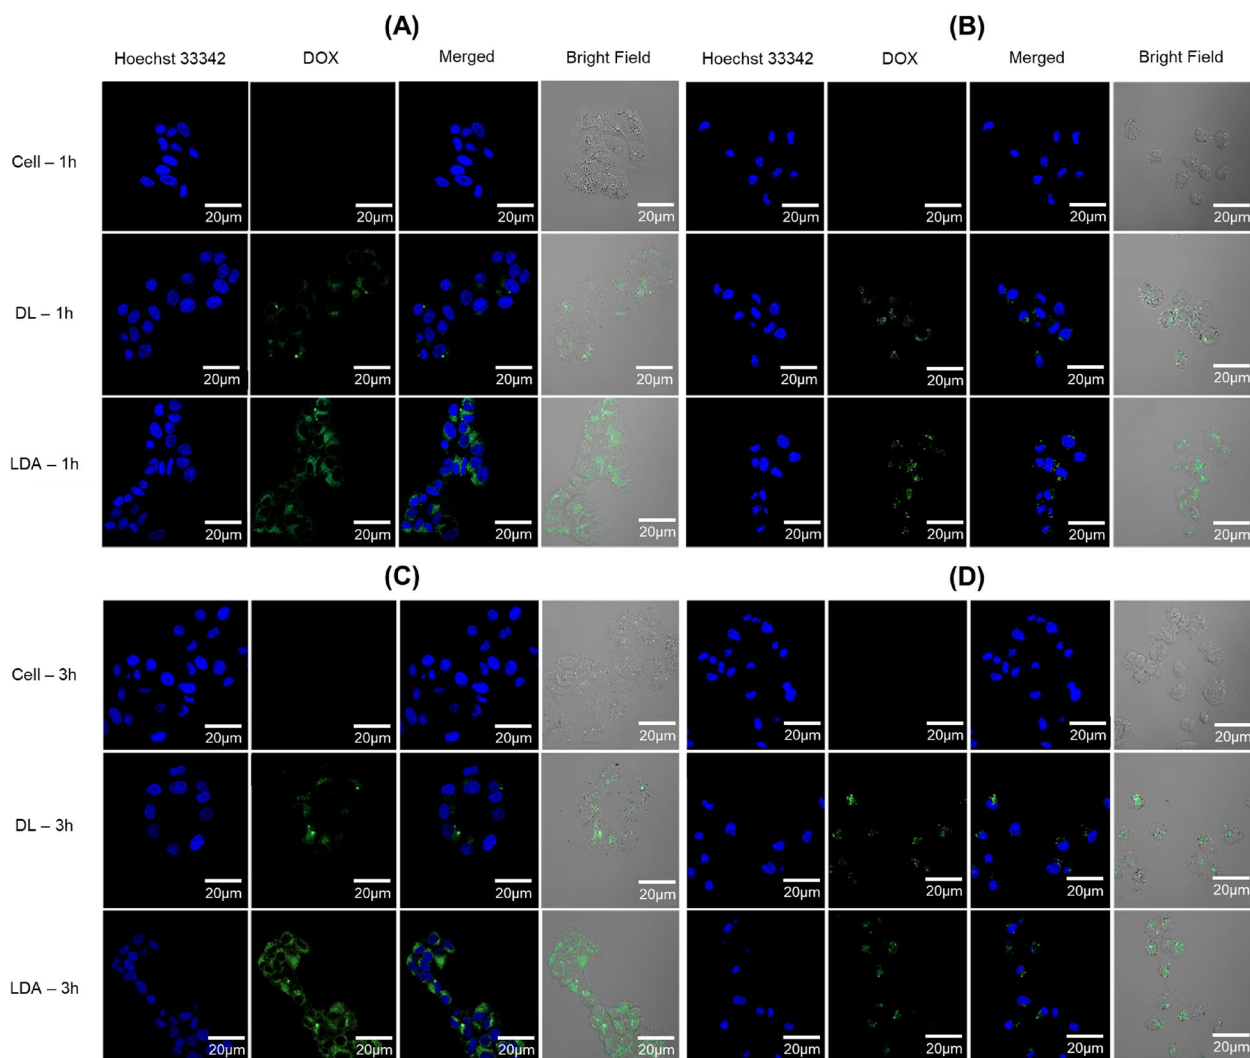 (A) (B)
Hoechst 33342 DOX Merged Bright Field Hoechst 33342 DOX Merged Bright Field
Cell – 1h
20µm 20µm 20µm 20µm 20µm 20µm 20µm 20µm
DL – 1h
20µm 20µm 20µm 20µm 20µm 20µm 20µm 20µm
LDA – 1h
20µm 20µm 20µm 20µm 20µm 20µm 20µm 20µm
(C) (D)
Cell – 3h
20µm 20µm 20µm 20µm 20µm 20µm 20µm 20µm
DL – 3h
20µm 20µm 20µm 20µm 20µm 20µm 20µm 20µm
LDA – 3h
20µm 20µm 20µm 20µm 20µm 20µm 20µm 20µm